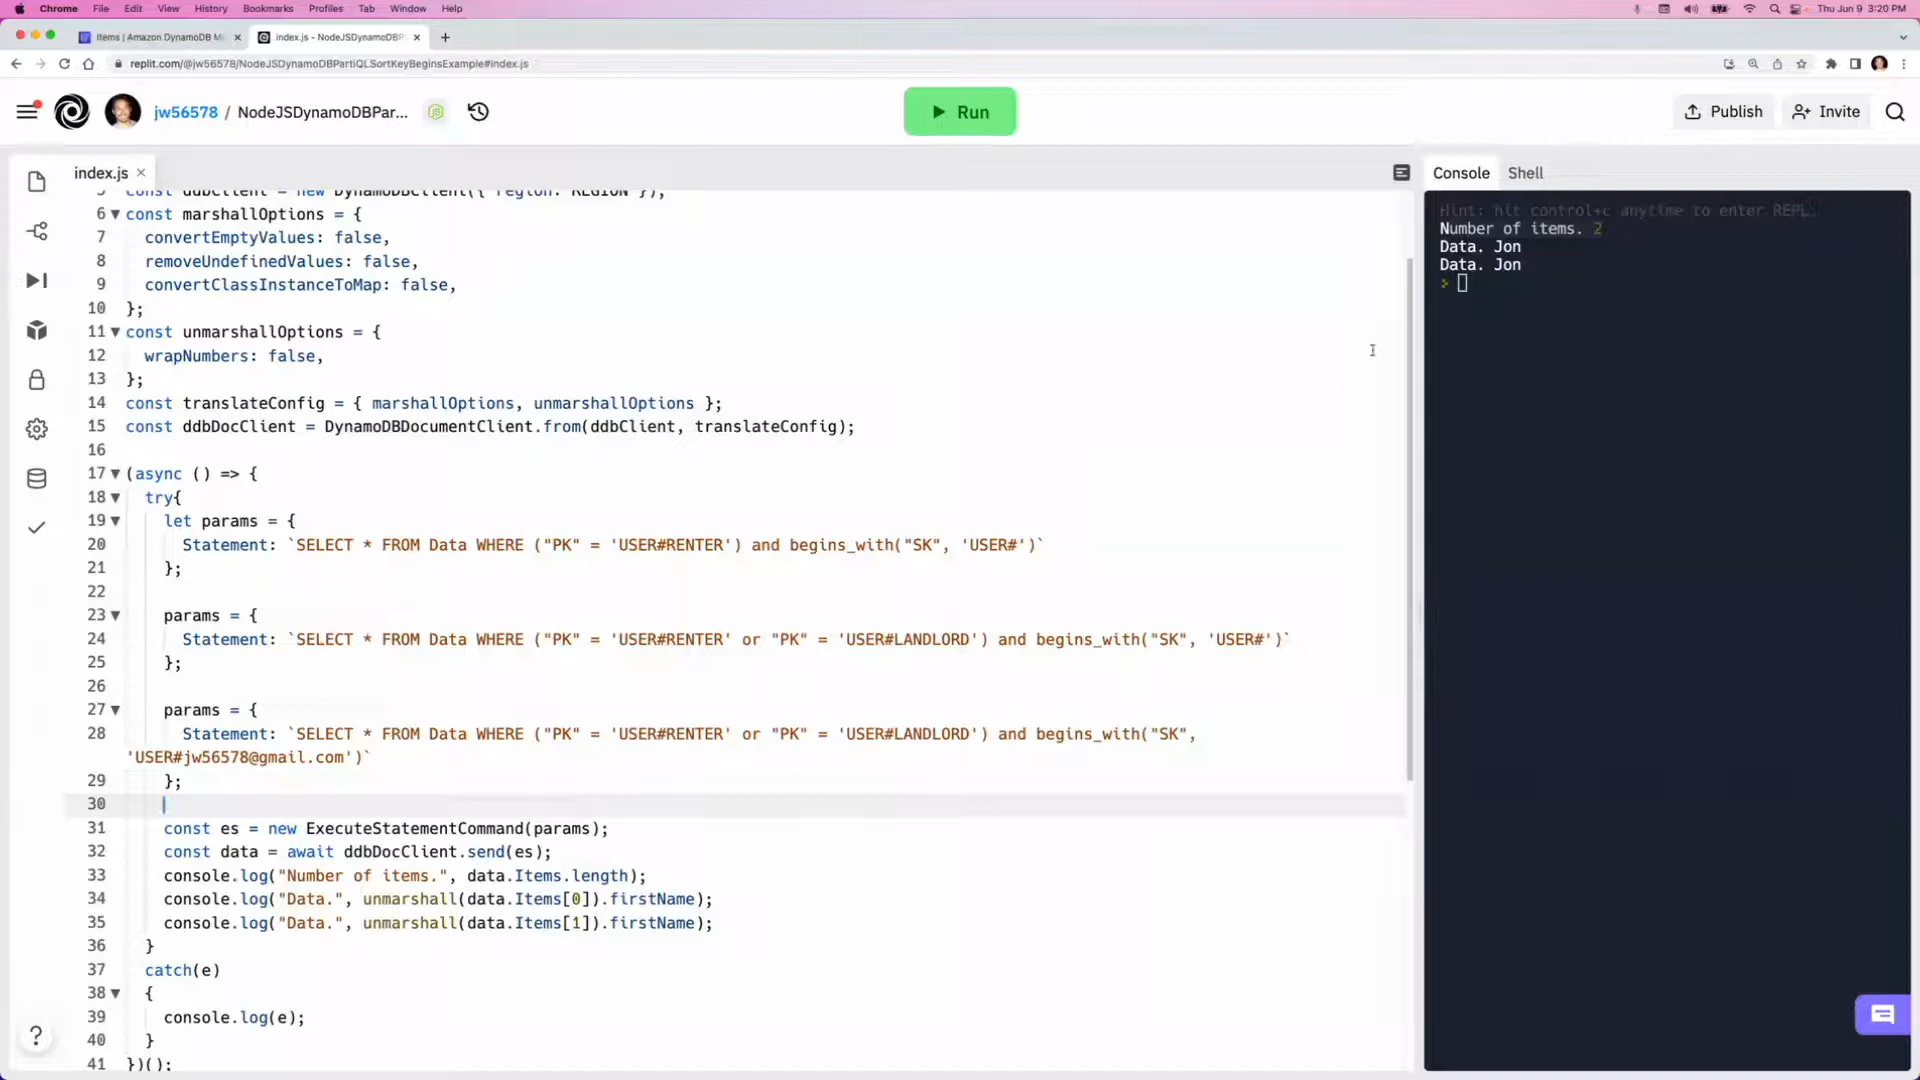 Chrome File Edit View History Bookmarks Profiles Tab Window Help Thu Jun 9 3:20 PM
Items | Amazon DynamoDB M
index.js - NodeJSDynamoDBP
replit.com/@jw56578/NodeJSDynamoDBPartiQLSortKeyBeginsExample#index.js
jw56578 / NodeJSDynamoDBPar...
Run
Publish
Invite
index.js
Console
Shell
5 const ddbClient = new DynamoDBClient({ region: REGION });
6 const marshallOptions = {
7 convertEmptyValues: false,
8 removeUndefinedValues: false,
9 convertClassInstanceToMap: false,
10 };
11 const unmarshallOptions = {
12 wrapNumbers: false,
13 };
14 const translateConfig = { marshallOptions, unmarshallOptions };
15 const ddbDocClient = DynamoDBDocumentClient.from(ddbClient, translateConfig);
16
17 (async () => {
18 try{
19 let params = {
20 Statement: `SELECT * FROM Data WHERE ("PK" = 'USER#RENTER') and begins_with("SK", 'USER#')`
21 };
22
23 params = {
24 Statement: `SELECT * FROM Data WHERE ("PK" = 'USER#RENTER' or "PK" = 'USER#LANDLORD') and begins_with("SK", 'USER#')`
25 };
26
27 params = {
28 Statement: `SELECT * FROM Data WHERE ("PK" = 'USER#RENTER' or "PK" = 'USER#LANDLORD') and begins_with("SK",
'USER#jw56578@gmail.com')`
29 };
30
31 const es = new ExecuteStatementCommand(params);
32 const data = await ddbDocClient.send(es);
33 console.log("Number of items.", data.Items.length);
34 console.log("Data.", unmarshall(data.Items[0]).firstName);
35 console.log("Data.", unmarshall(data.Items[1]).firstName);
36 }
37 catch(e)
38 {
39 console.log(e);
40 }
41 })();
Hint: hit control+c anytime to enter REPL.
Number of items. 2
Data. Jon
Data. Jon
>
?